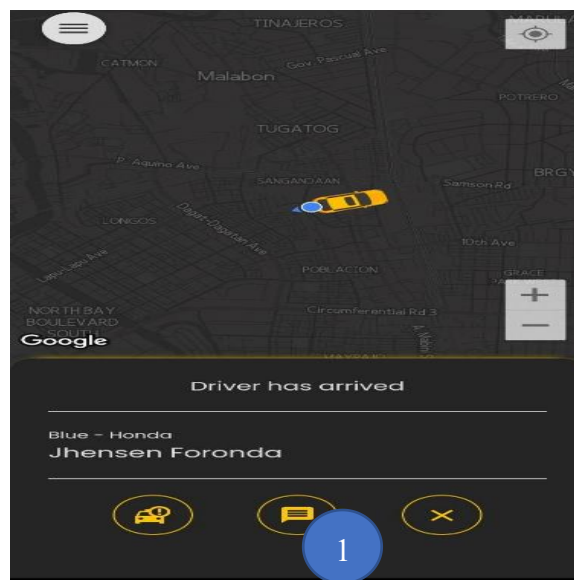 TINAJEROS
CATMON
Gov. Pascual Ave
Malabon
POTRERO
TUGATOG
P. Aquino Ave
BRGY
SANGANDAAN
Samson Rd
LONGOS
Dagat-Dagatan Ave
10th Ave
Lapu-Lapu Ave
POBLACION
GRACE
+
NORTH BAY
BOULEVARD
SOUTH
Circumferential Rd 3
−
Google
MAYPAJO
Driver has arrived
Blue - Honda
Jhensen Foronda
1